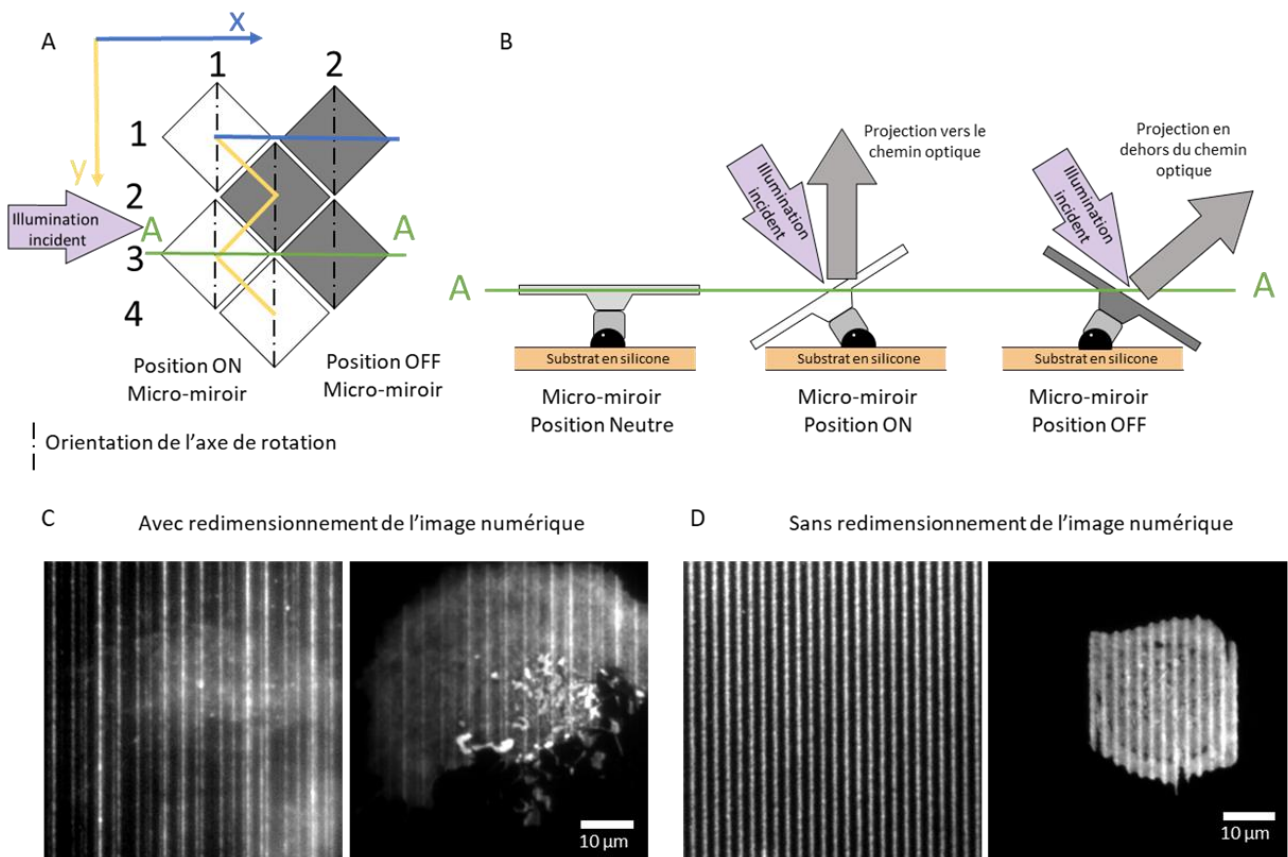 A
x
1
2
1
y
2
Illumination
incident
A
A
3
4
Position ON
Micro-miroir
Position OFF
Micro-miroir
Orientation de l'axe de rotation
B
Projection vers le
chemin optique
Projection en
dehors du chemin
optique
Illumination
incident
Illumination
incident
A
A
Substrat en silicone
Substrat en silicone
Substrat en silicone
Micro-miroir
Position Neutre
Micro-miroir
Position ON
Micro-miroir
Position OFF
C
Avec redimensionnement de l'image numérique
10 µm
D
Sans redimensionnement de l'image numérique
10 µm